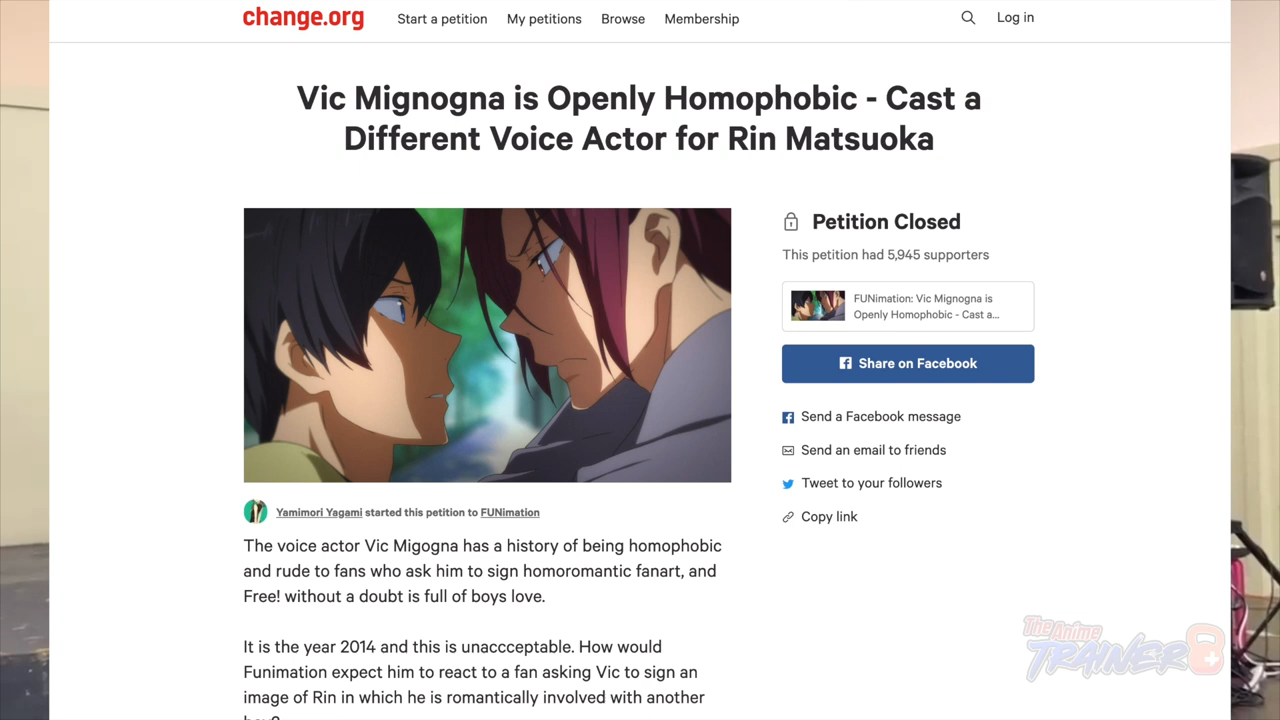 change.org
Start a petition
My petitions
Browse
Membership
Log in
Vic Mignogna is Openly Homophobic - Cast a
Different Voice Actor for Rin Matsuoka
Petition Closed
This petition had 5,945 supporters
FUNimation: Vic Mignogna is
Openly Homophobic - Cast a...
Share on Facebook
Send a Facebook message
Send an email to friends
Tweet to your followers
Copy link
Yamimori Yagami started this petition to FUNimation
The voice actor Vic Migogna has a history of being homophobic
and rude to fans who ask him to sign homoromantic fanart, and
Free! without a doubt is full of boys love.
It is the year 2014 and this is unaccceptable. How would
Funimation expect him to react to a fan asking Vic to sign an
image of Rin in which he is romantically involved with another
The Anime
TRAINER